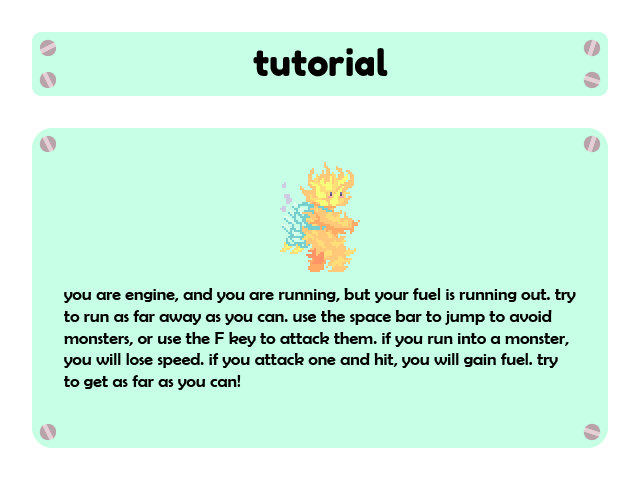 tutorial
you are engine, and you are running, but your fuel is running out. try
to run as far away as you can. use the space bar to jump to avoid
monsters, or use the F key to attack them. if you run into a monster,
you will lose speed. if you attack one and hit, you will gain fuel. try
to get as far as you can!